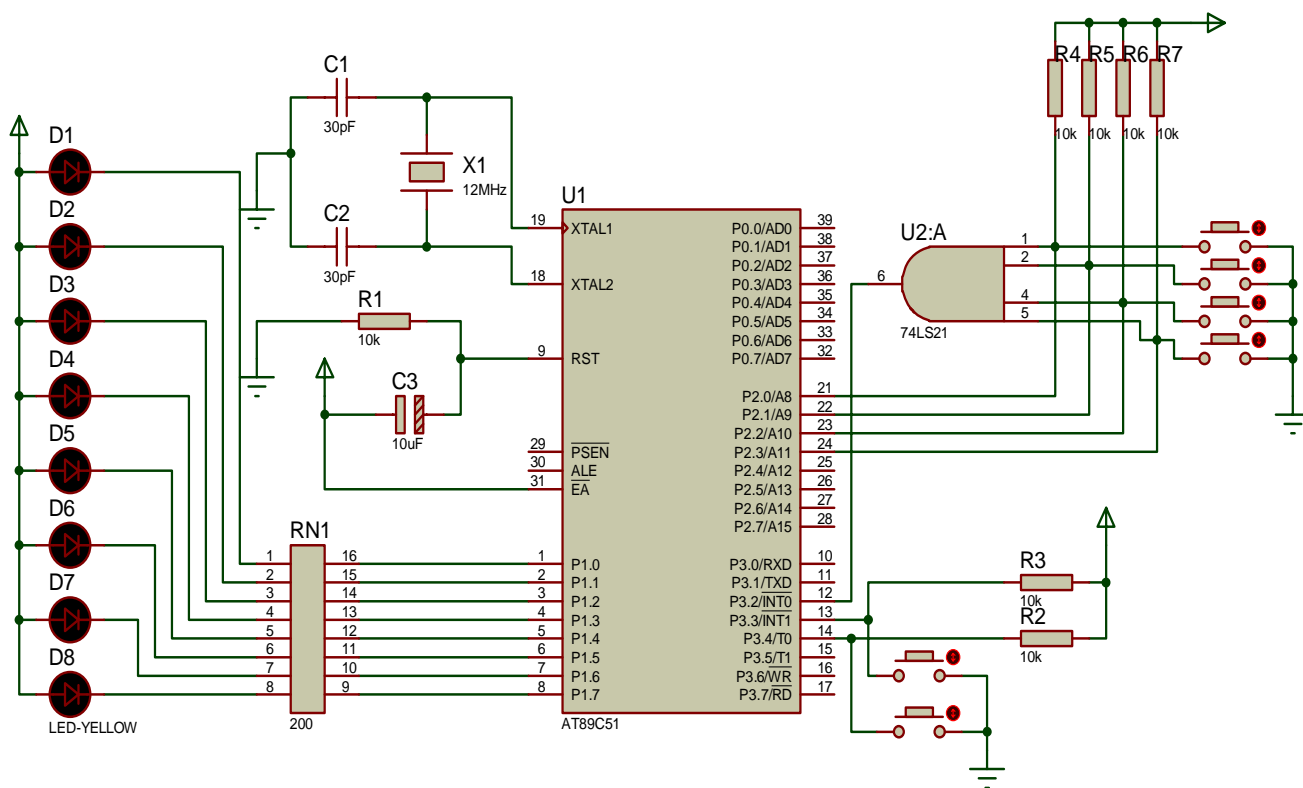 R4 R5 R6 R7
10k 10k 10k 10k
C1
30pF
D1
X1
12MHz
D2
C2
30pF
D3
R1
10k
D4
C3
10uF
D5
D6
D7
D8
LED-YELLOW
RN1
1 16
2 15
3 14
4 13
5 12
6 11
7 10
8 9
200
U1
19 XTAL1
18 XTAL2
9 RST
29 PSEN
30 ALE
31 EA
1 P1.0
2 P1.1
3 P1.2
4 P1.3
5 P1.4
6 P1.5
7 P1.6
8 P1.7
P0.0/AD0 39
P0.1/AD1 38
P0.2/AD2 37
P0.3/AD3 36
P0.4/AD4 35
P0.5/AD5 34
P0.6/AD6 33
P0.7/AD7 32
P2.0/A8 21
P2.1/A9 22
P2.2/A10 23
P2.3/A11 24
P2.4/A12 25
P2.5/A13 26
P2.6/A14 27
P2.7/A15 28
P3.0/RXD 10
P3.1/TXD 11
P3.2/INT0 12
P3.3/INT1 13
P3.4/T0 14
P3.5/T1 15
P3.6/WR 16
P3.7/RD 17
AT89C51
U2:A
1
2
6
4
5
74LS21
R3
10k
R2
10k